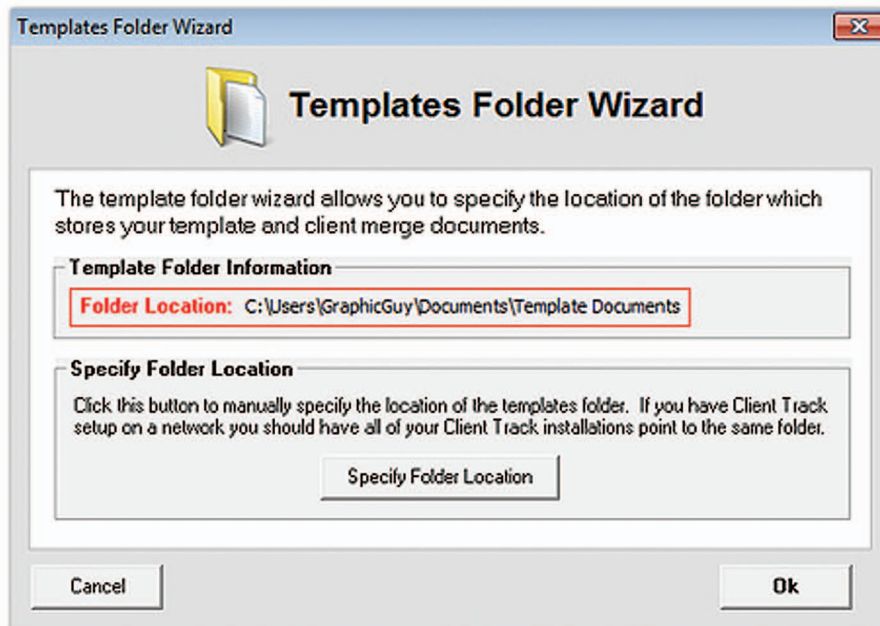 Templates Folder Wizard
Templates Folder Wizard
The template folder wizard allows you to specify the location of the folder which
stores your template and client merge documents.
Template Folder Information
Folder Location: C:\Users\GraphicGuy\Documents\Template Documents
Specify Folder Location
Click this button to manually specify the location of the templates folder. If you have Client Track
setup on a network you should have all of your Client Track installations point to the same folder.
Specify Folder Location
Cancel
Ok